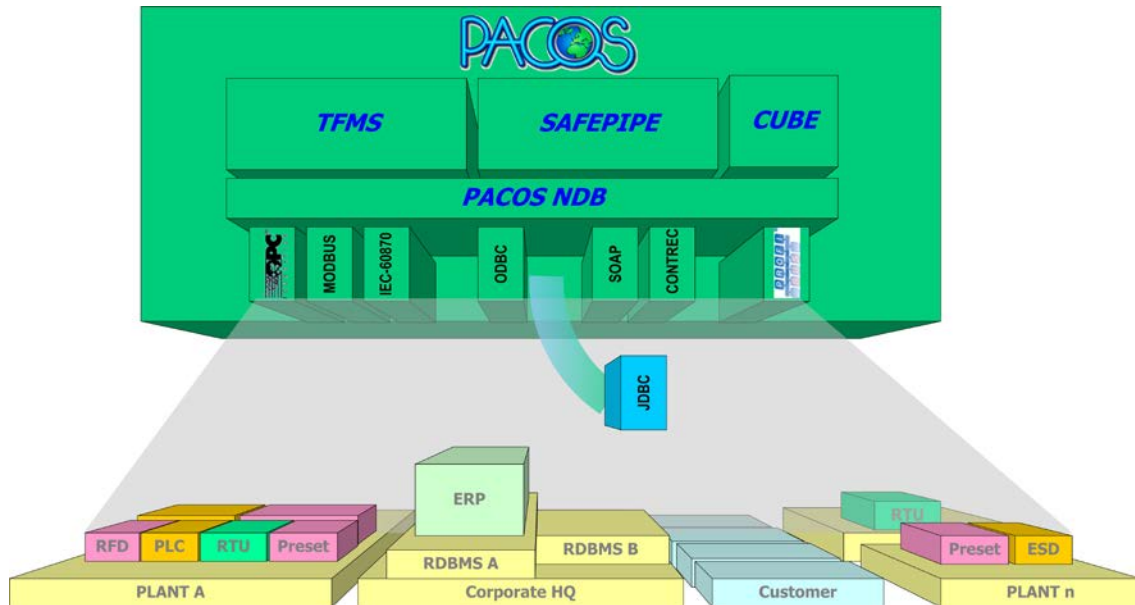 PACOS
TFMS
SAFEPIPE
CUBE
PACOS NDB
OPC
MODBUS
IEC-60870
ODBC
SOAP
CONTREC
JDBC
ERP
RTU
RFD
PLC
RTU
Preset
RDBMS A
RDBMS B
Preset
ESD
PLANT A
Corporate HQ
Customer
PLANT n